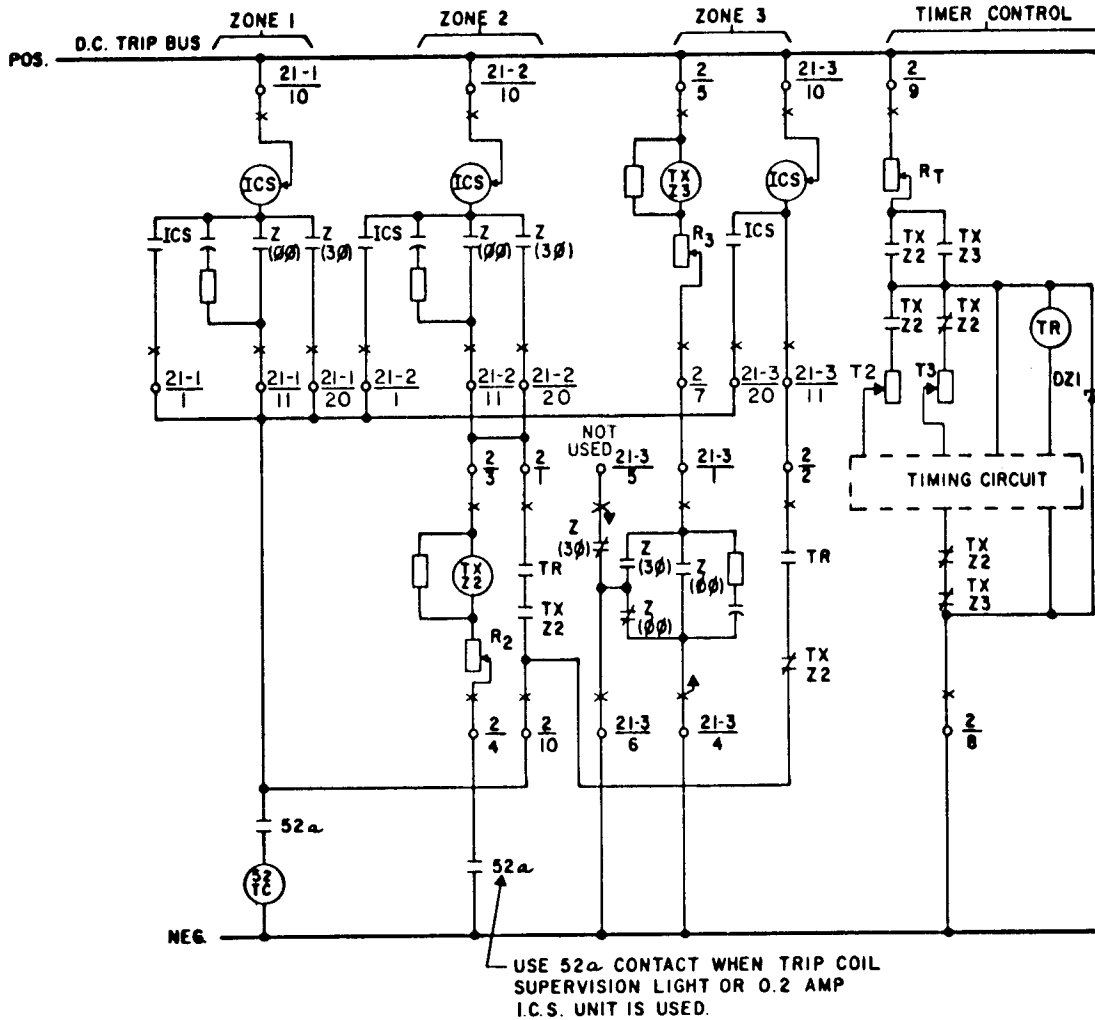 ZONE 1
ZONE 2
ZONE 3
TIMER CONTROL
D.C. TRIP BUS
POS.
21-1
10
21-2
10
2
5
21-3
10
2
9
ICS
ICS
TX
Z3
ICS
RT
ICS
Z
(ØØ)
Z
(3Ø)
ICS
Z
(ØØ)
Z
(3Ø)
R3
ICS
TX
Z2
TX
Z3
TX
Z2
TX
Z2
TR
T2
T3
DZ1
21-1
1
21-1
11
21-1
20
21-2
1
21-2
11
21-2
20
2
7
21-3
20
21-3
11
NOT
USED
2
3
2
1
21-3
5
21-3
1
2
2
TIMING CIRCUIT
Z
(3Ø)
Z
(3Ø)
Z
(ØØ)
Z
(ØØ)
TX
Z2
TR
TX
Z2
TR
TX
Z2
TX
Z2
TX
Z3
R2
2
4
2
10
21-3
6
21-3
4
2
8
52a
52
TC
52a
NEG.
USE 52a CONTACT WHEN TRIP COIL
SUPERVISION LIGHT OR 0.2 AMP
I.C.S. UNIT IS USED.